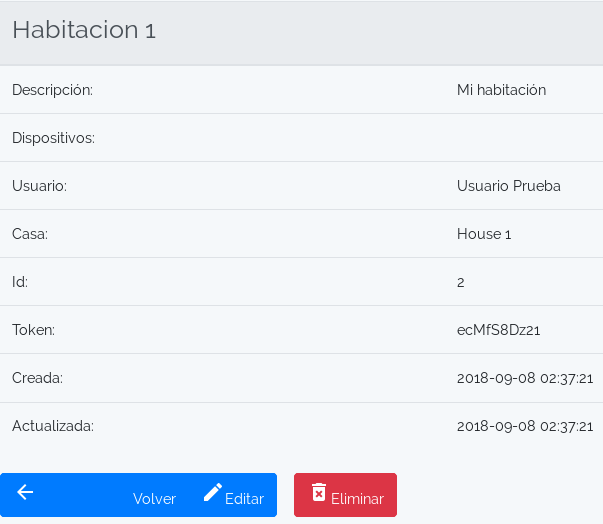 Habitacion 1
Descripción: Mi habitación
Dispositivos:
Usuario: Usuario Prueba
Casa: House 1
Id: 2
Token: ecMfS8Dz21
Creada: 2018-09-08 02:37:21
Actualizada: 2018-09-08 02:37:21
Volver Editar Eliminar